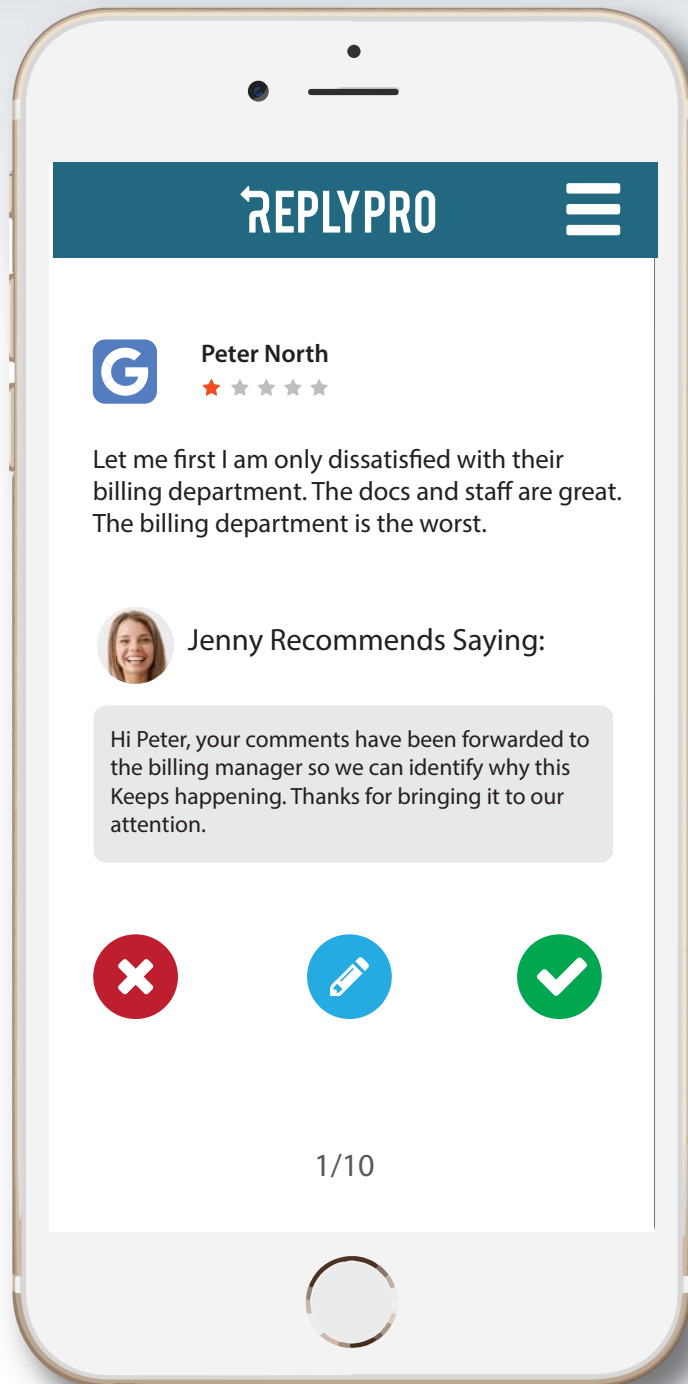 REPLYPRO
G
Peter North
Let me first I am only dissatisfied with their
billing department. The docs and staff are great.
The billing department is the worst.
Jenny Recommends Saying:
Hi Peter, your comments have been forwarded to
the billing manager so we can identify why this
Keeps happening. Thanks for bringing it to our
attention.
1/10